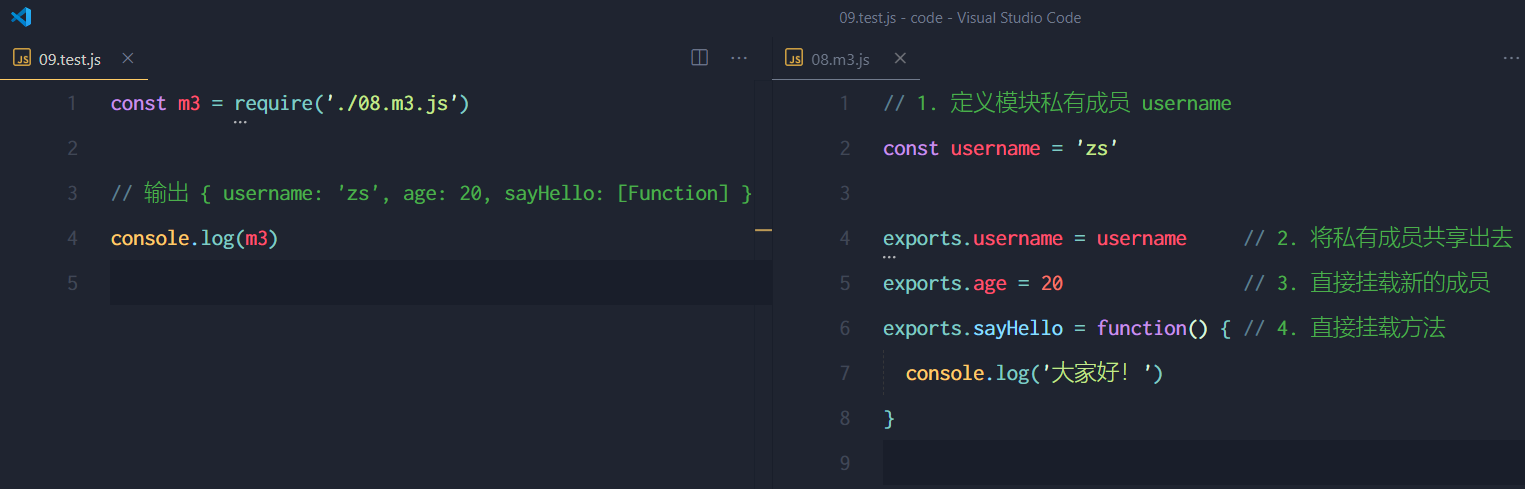 09.test.js - code - Visual Studio Code
JS 09.test.js
1 const m3 = require('./08.m3.js')
2
3 // 输出 { username: 'zs', age: 20, sayHello: [Function] }
4 console.log(m3)
5
JS 08.m3.js
1 // 1. 定义模块私有成员 username
2 const username = 'zs'
3
4 exports.username = username // 2. 将私有成员共享出去
5 exports.age = 20 // 3. 直接挂载新的成员
6 exports.sayHello = function() { // 4. 直接挂载方法
7 console.log('大家好！')
8 }
9